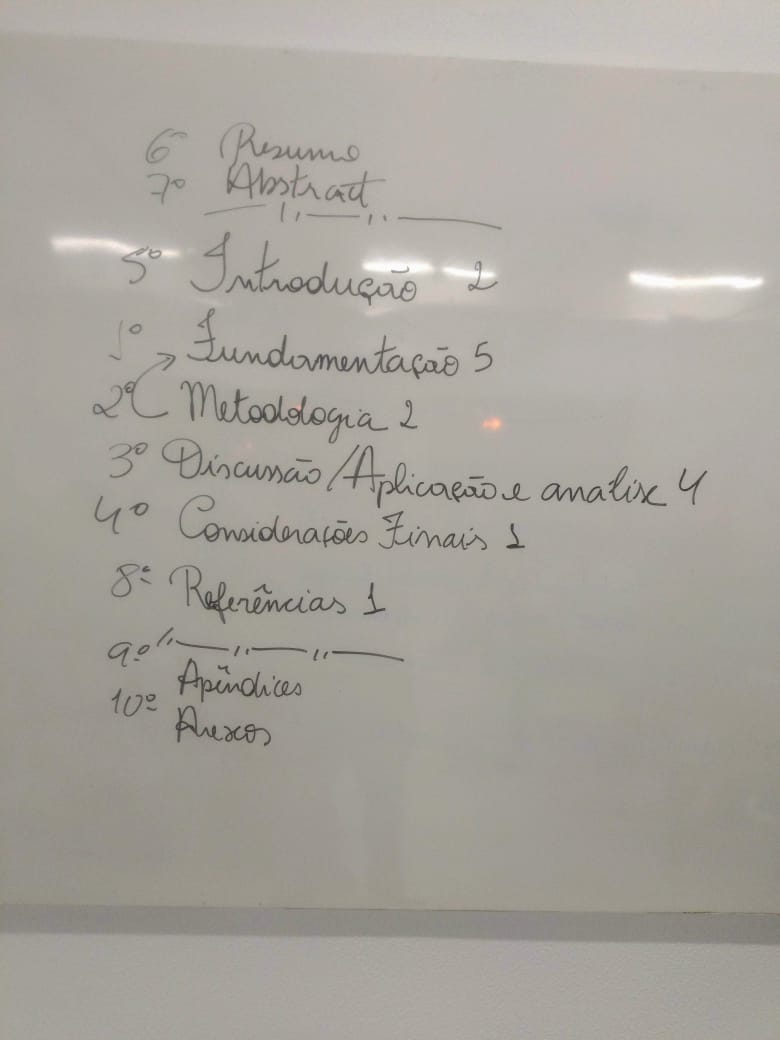 6º Resumo
7º Abstract
5º Introdução 2
1º Fundamentação 5
2º Metodologia 2
3º Discussão/Aplicação e análise 4
4º Considerações Finais 1
8º Referências 1
9º
Apêndices
10º
Anexos